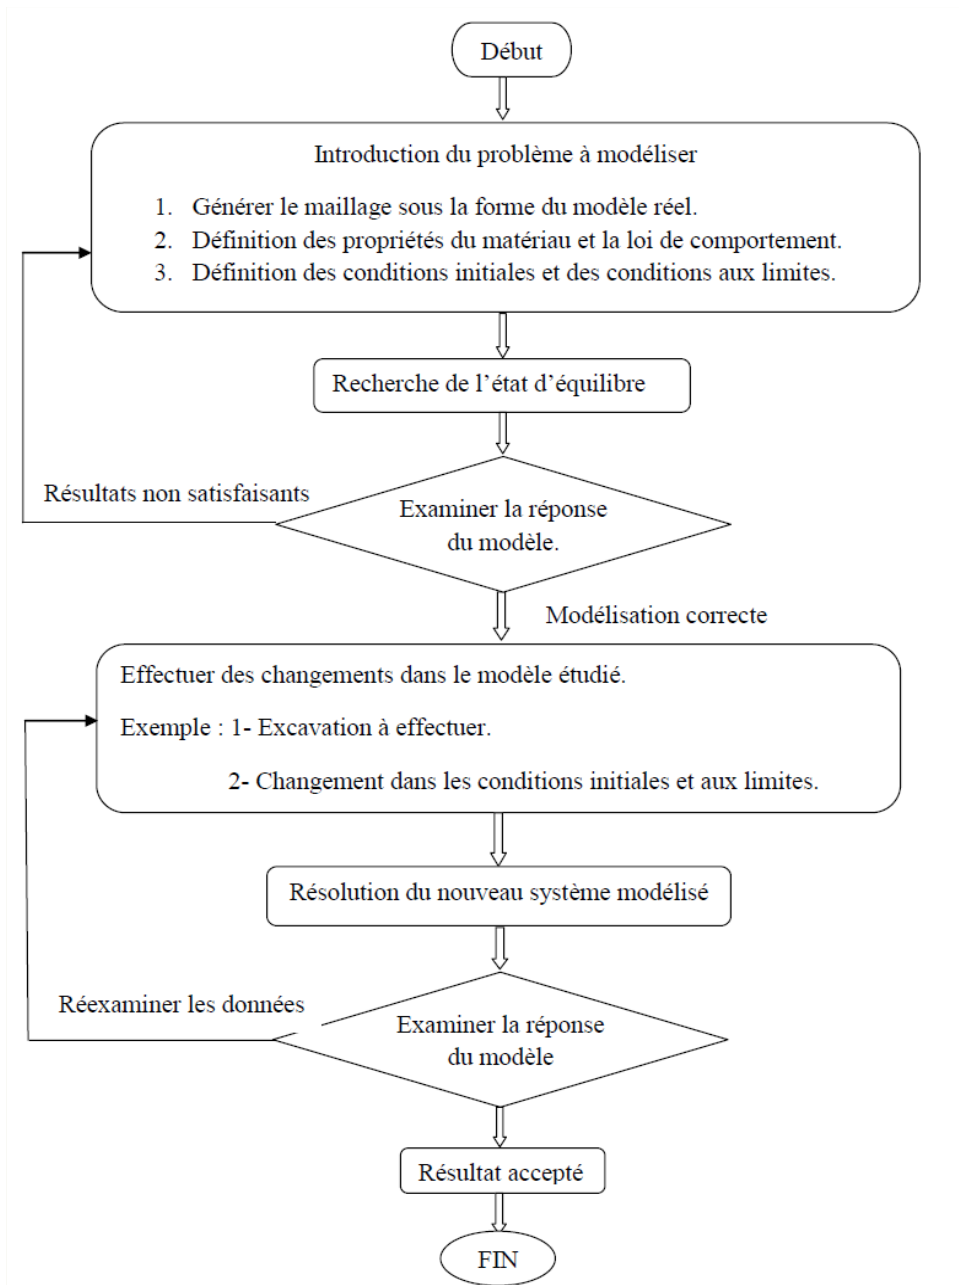 Début
Introduction du problème à modéliser
1. Générer le maillage sous la forme du modèle réel.
2. Définition des propriétés du matériau et la loi de comportement.
3. Définition des conditions initiales et des conditions aux limites.
Recherche de l’état d’équilibre
Résultats non satisfaisants
Examiner la réponse
du modèle.
Modélisation correcte
Effectuer des changements dans le modèle étudié.
Exemple : 1- Excavation à effectuer.
2- Changement dans les conditions initiales et aux limites.
Résolution du nouveau système modélisé
Réexaminer les données
Examiner la réponse
du modèle
Résultat accepté
FIN